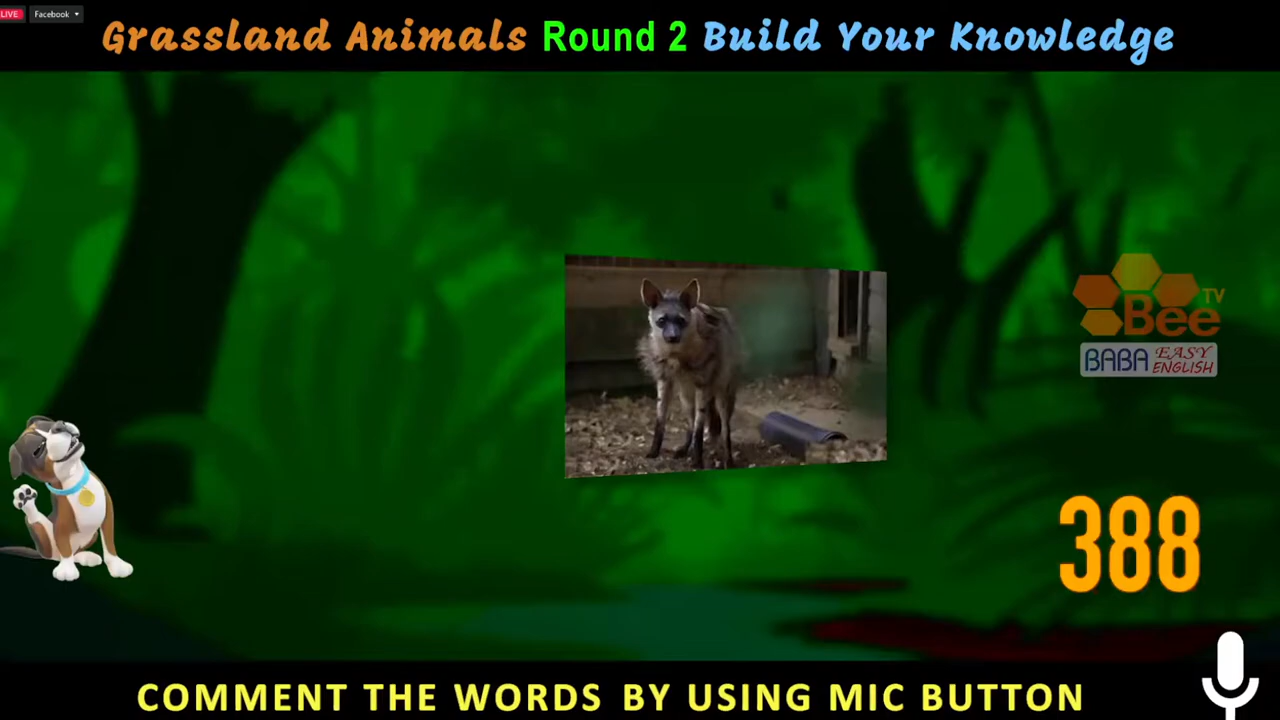 LIVE
Facebook
Grassland Animals Round 2 Build Your Knowledge
Bee TV
BABA EASY ENGLISH
388
COMMENT THE WORDS BY USING MIC BUTTON